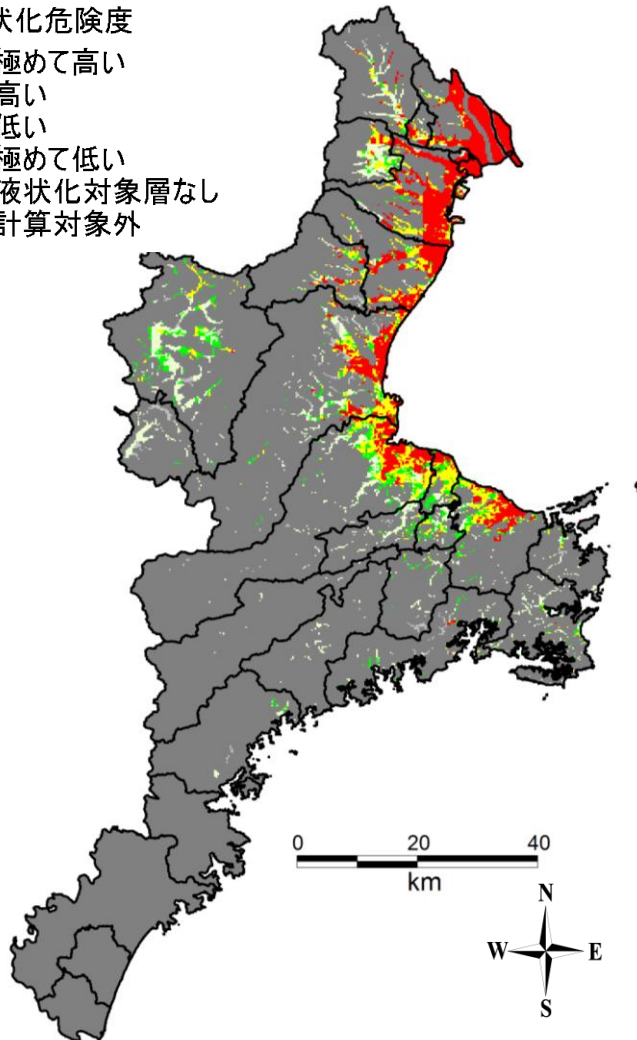 状化危険度
極めて高い
高い
低い
極めて低い
液状化対象層なし
計算対象外
0 20 40
km
N
W E
S